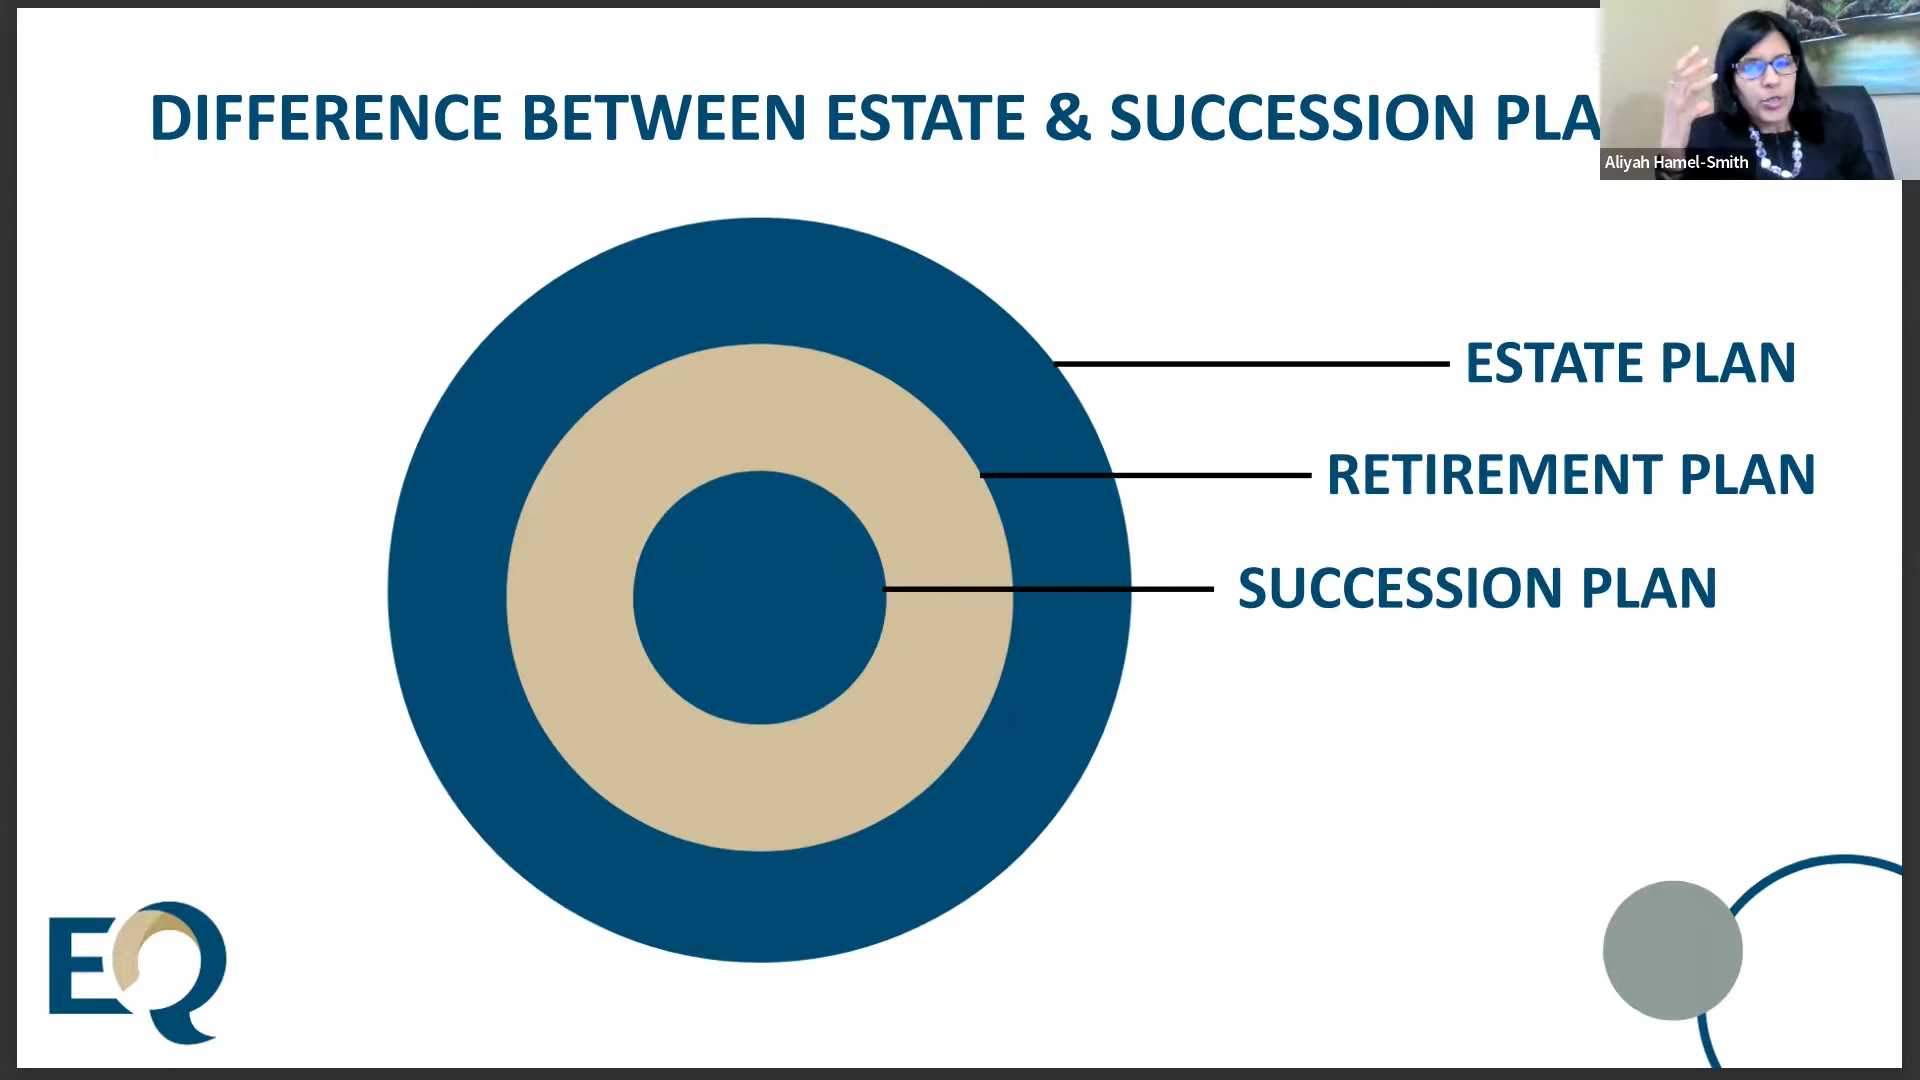 DIFFERENCE BETWEEN ESTATE & SUCCESSION PLA
Aliyah Hamel-Smith
ESTATE PLAN
RETIREMENT PLAN
SUCCESSION PLAN
EQ